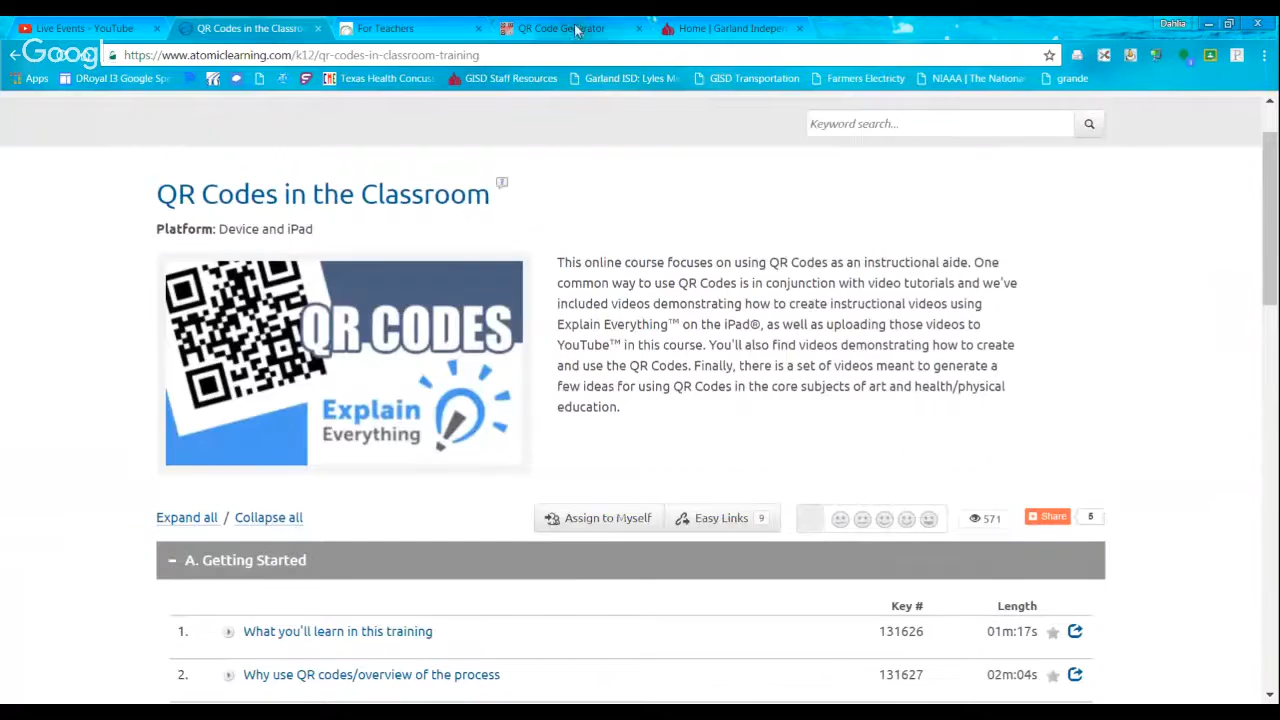 Live Events - YouTube
QR Codes in the Classroo
For Teachers
QR Code Generator
Home | Garland Indepen
Dahlia
Goog
https://www.atomiclearning.com/k12/qr-codes-in-classroom-training
Apps
DRoyal I3 Google Spr
Texas Health Concus
GISD Staff Resources
Garland ISD: Lyles M
GISD Transportation
Farmers Electricty
NIAAA | The Nationa
grande
Keyword search...
QR Codes in the Classroom
Platform: Device and iPad
This online course focuses on using QR Codes as an instructional aide. One
common way to use QR Codes is in conjunction with video tutorials and we've
included videos demonstrating how to create instructional videos using
Explain Everything™ on the iPad®, as well as uploading those videos to
YouTube™ in this course. You'll also find videos demonstrating how to create
and use the QR Codes. Finally, there is a set of videos meant to generate a
few ideas for using QR Codes in the core subjects of art and health/physical
education.
QR CODES
Explain
Everything
Expand all / Collapse all
Assign to Myself
Easy Links 9
571
Share 5
− A. Getting Started
Key # Length
1. What you'll learn in this training 131626 01m:17s
2. Why use QR codes/overview of the process 131627 02m:04s